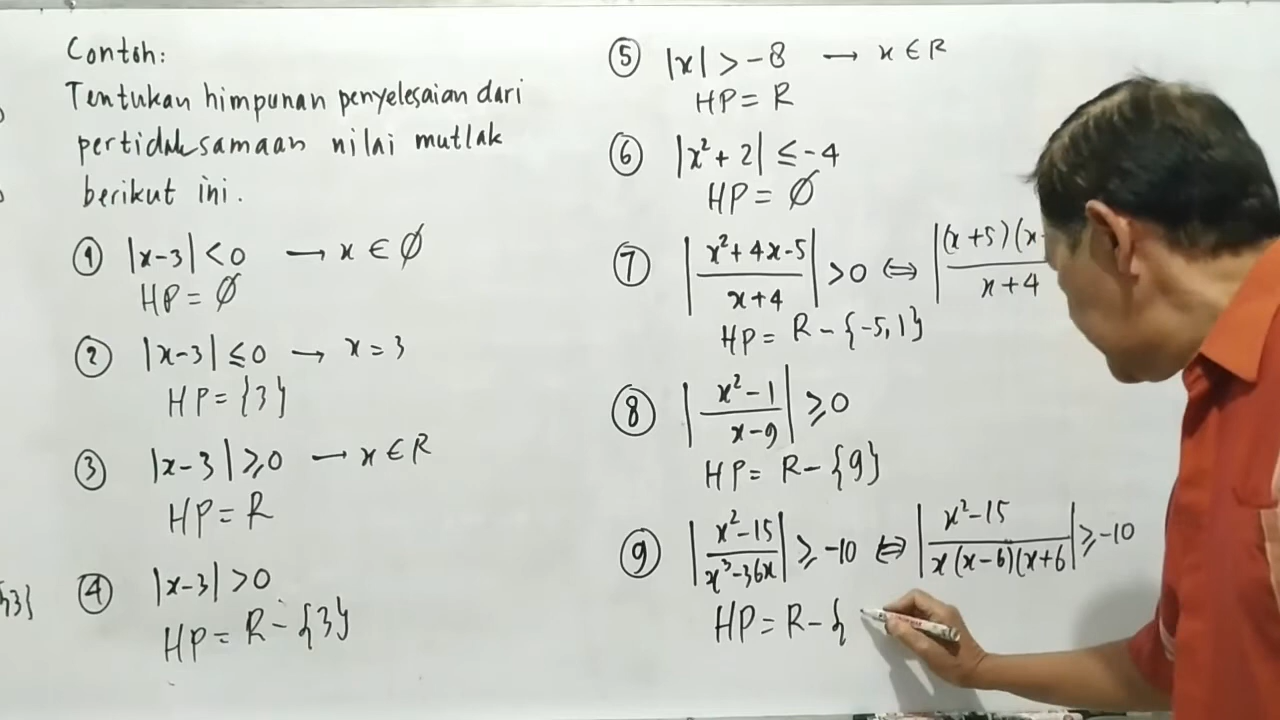 Contoh:
Tentukan himpunan penyelesaian dari
pertidaksamaan nilai mutlak
berikut ini.
① |x-3| < 0 → x ∈ ∅
HP = ∅
② |x-3| ≤ 0 → x = 3
HP = {3}
③ |x-3| ≥ 0 → x ∈ R
HP = R
④ |x-3| > 0
HP = R - {3}
3}
⑤ |x| > -8 → x ∈ R
HP = R
⑥ |x² + 2| ≤ -4
HP = ∅
⑦ |(x² + 4x - 5)/(x + 4)| > 0 ⇔ |(x+5)(x-/x+4
HP = R - {-5, 1}
⑧ |(x² - 1)/(x - 9)| ≥ 0
HP = R - {9}
⑨ |(x² - 15)/(x³ - 36x)| ≥ -10 ⇔ |(x² - 15)/(x(x-6)(x+6)| ≥ -10
HP = R - {